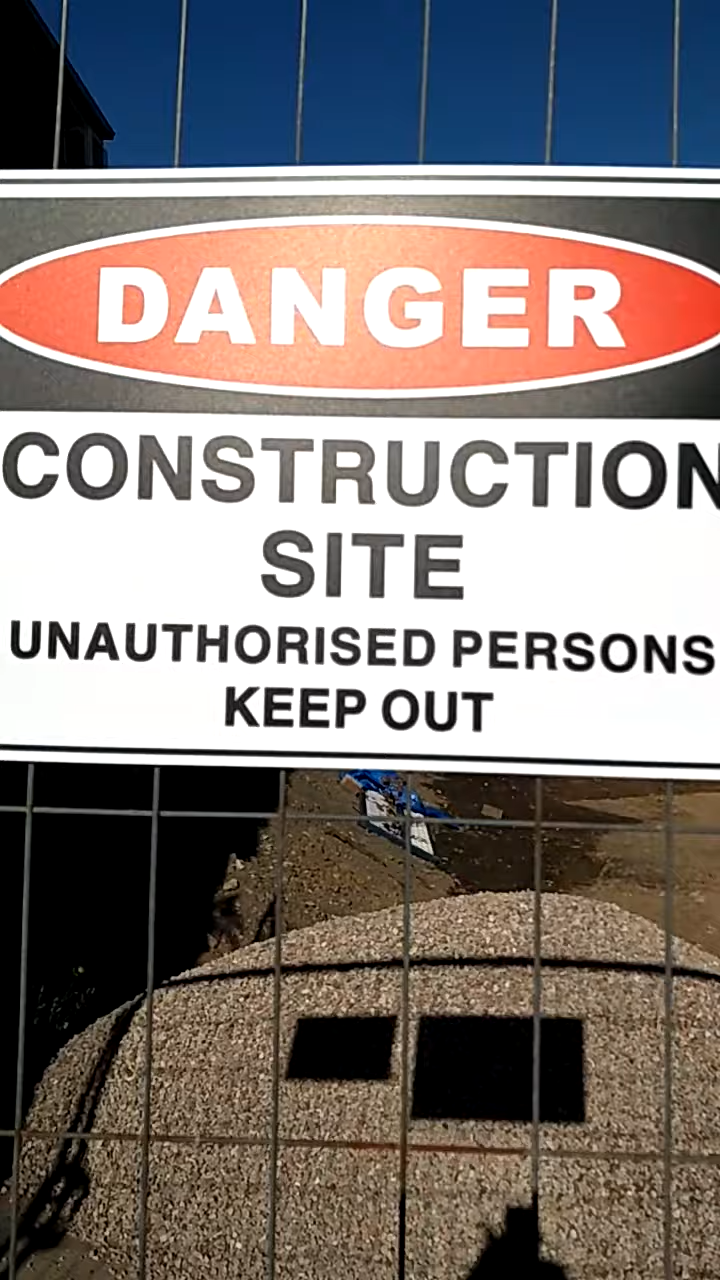 DANGER
CONSTRUCTION
SITE
UNAUTHORISED PERSONS
KEEP OUT